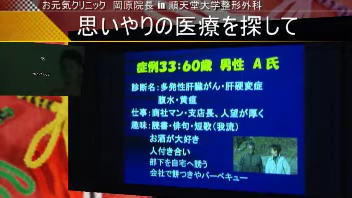 お元気クリニック 岡原院長 in 順天堂大学整形外科
思いやりの医療を探して
症例33:60歳 男性 A氏
診断名:多発性肝臓がん・肝硬変症
腹水・黄疸
仕事:商社マン・支店長、人望が厚く
趣味:読書・俳句・短歌(我流)
お酒が大好き
人付き合い
部下を自宅へ誘う
会社で餅つきやバーベキュー